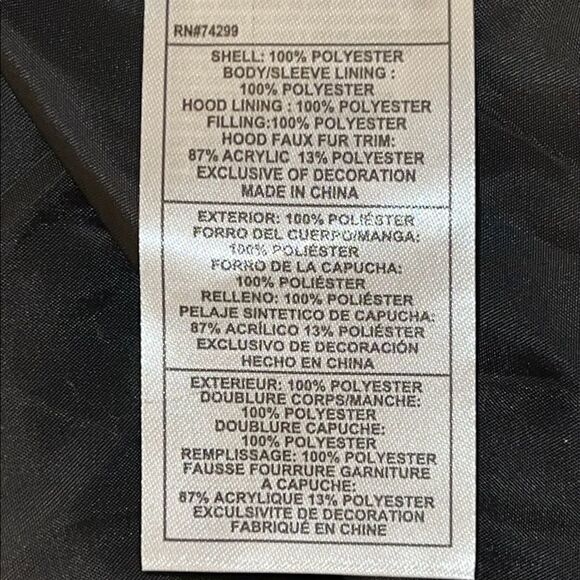 RN#74299
SHELL: 100% POLYESTER
BODY/SLEEVE LINING :
100% POLYESTER
HOOD LINING : 100% POLYESTER
FILLING:100% POLYESTER
HOOD FAUX FUR TRIM:
87% ACRYLIC 13% POLYESTER
EXCLUSIVE OF DECORATION
MADE IN CHINA
EXTERIOR: 100% POLIÉSTER
FORRO DEL CUERPO/MANGA:
100% POLIÉSTER
FORRO DE LA CAPUCHA:
100% POLIÉSTER
RELLENO: 100% POLIÉSTER
PELAJE SINTETICO DE CAPUCHA:
87% ACRÍLICO 13% POLIÉSTER
EXCLUSIVO DE DECORACIÓN
HECHO EN CHINA
EXTERIEUR: 100% POLYESTER
DOUBLURE CORPS/MANCHE:
100% POLYESTER
DOUBLURE CAPUCHE:
100% POLYESTER
REMPLISSAGE: 100% POLYESTER
FAUSSE FOURRURE GARNITURE
A CAPUCHE:
87% ACRYLIQUE 13% POLYESTER
EXCULSIVITE DE DECORATION
FABRIQUÉ EN CHINE